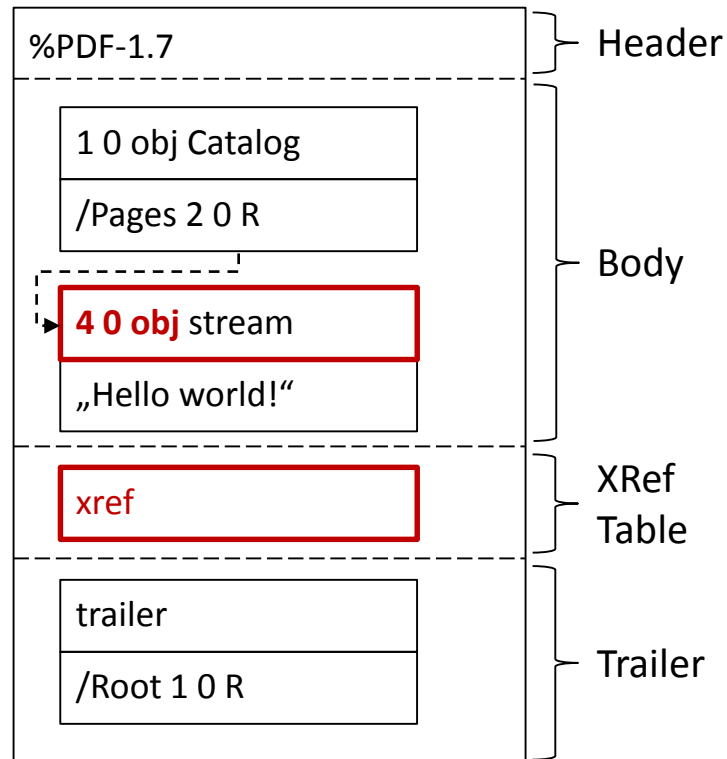 %PDF-1.7
Header
1 0 obj Catalog
/Pages 2 0 R
Body
4 0 obj stream
„Hello world!“
xref
XRef
Table
trailer
/Root 1 0 R
Trailer